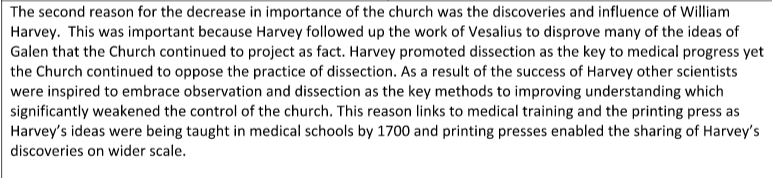 The second reason for the decrease in importance of the church was the discoveries and influence of William
Harvey.  This was important because Harvey followed up the work of Vesalius to disprove many of the ideas of
Galen that the Church continued to project as fact. Harvey promoted dissection as the key to medical progress yet
the Church continued to oppose the practice of dissection. As a result of the success of Harvey other scientists
were inspired to embrace observation and dissection as the key methods to improving understanding which
significantly weakened the control of the church. This reason links to medical training and the printing press as
Harvey's ideas were being taught in medical schools by 1700 and printing presses enabled the sharing of Harvey's
discoveries on wider scale.